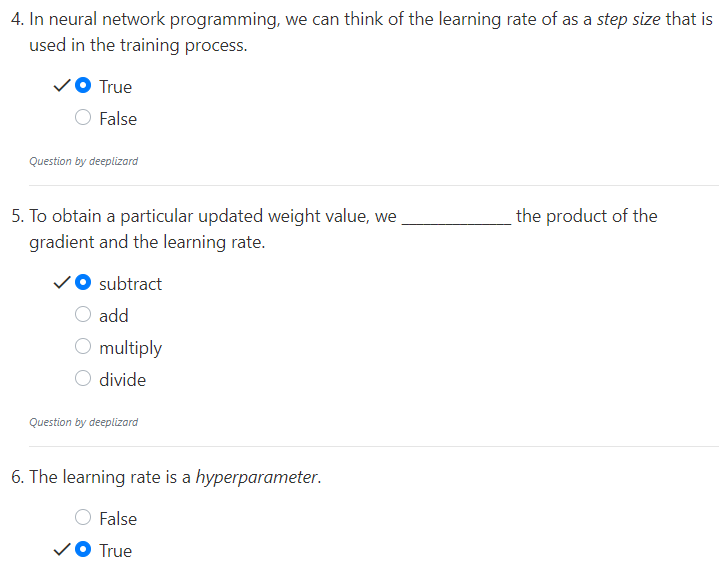 4. In neural network programming, we can think of the learning rate of as a step size that is
used in the training process.
True
False
Question by deeplizard
5. To obtain a particular updated weight value, we ____________ the product of the
gradient and the learning rate.
subtract
add
multiply
divide
Question by deeplizard
6. The learning rate is a hyperparameter.
False
True